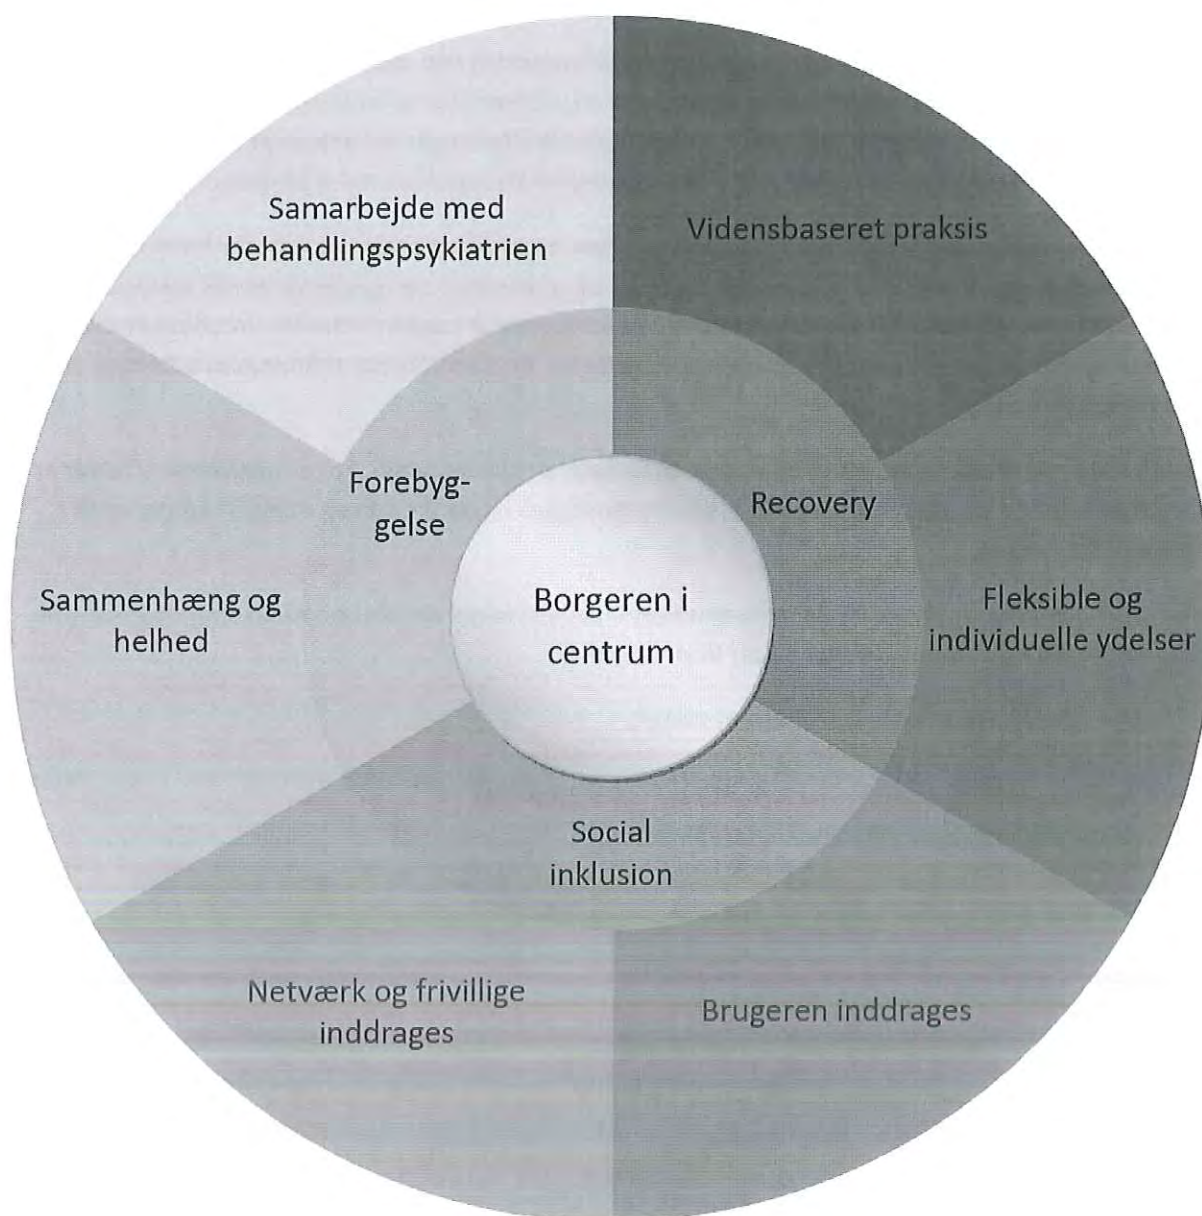 Samarbejde med
behandlingspsykiatrien
Vidensbaseret praksis
Forebyg-
gelse
Recovery
Sammenhæng og
helhed
Borgeren i
centrum
Fleksible og
individuelle ydelser
Social
inklusion
Netværk og frivillige
inddrages
Brugeren inddrages